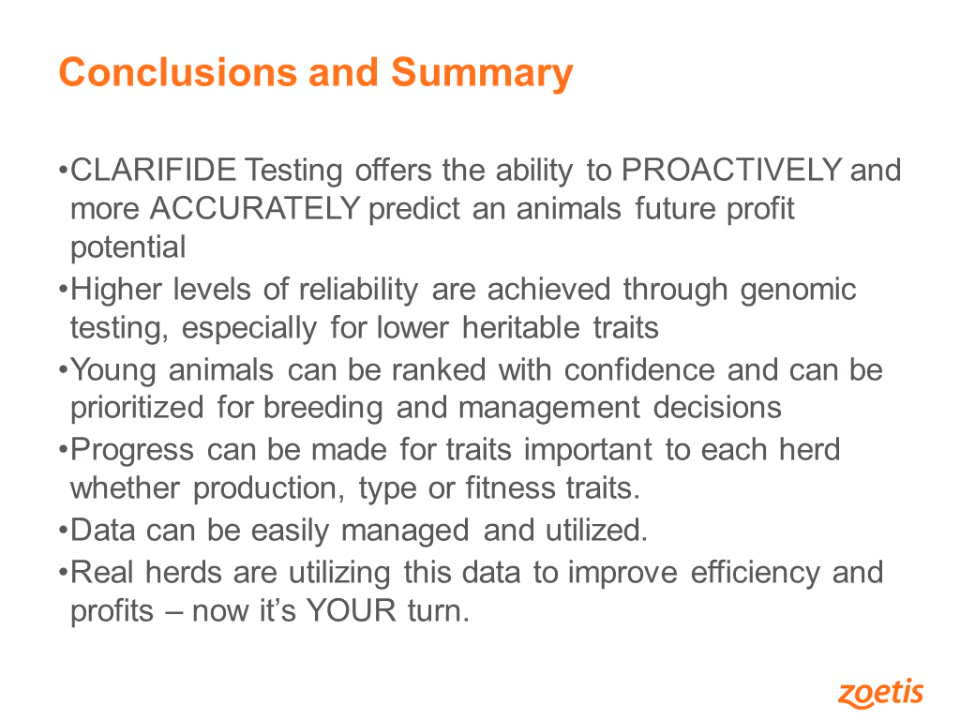 Conclusions and Summary
•CLARIFIDE Testing offers the ability to PROACTIVELY and
more ACCURATELY predict an animals future profit
potential
•Higher levels of reliability are achieved through genomic
testing, especially for lower heritable traits
•Young animals can be ranked with confidence and can be
prioritized for breeding and management decisions
•Progress can be made for traits important to each herd
whether production, type or fitness traits.
•Data can be easily managed and utilized.
•Real herds are utilizing this data to improve efficiency and
profits – now it’s YOUR turn.
zoetis